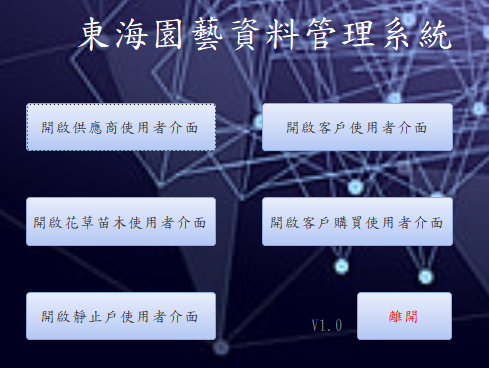 東海園藝資料管理系統
開啟供應商使用者介面
開啟客戶使用者介面
開啟花草苗木使用者介面
開啟客戶購買使用者介面
開啟靜止戶使用者介面
V1.0
離開